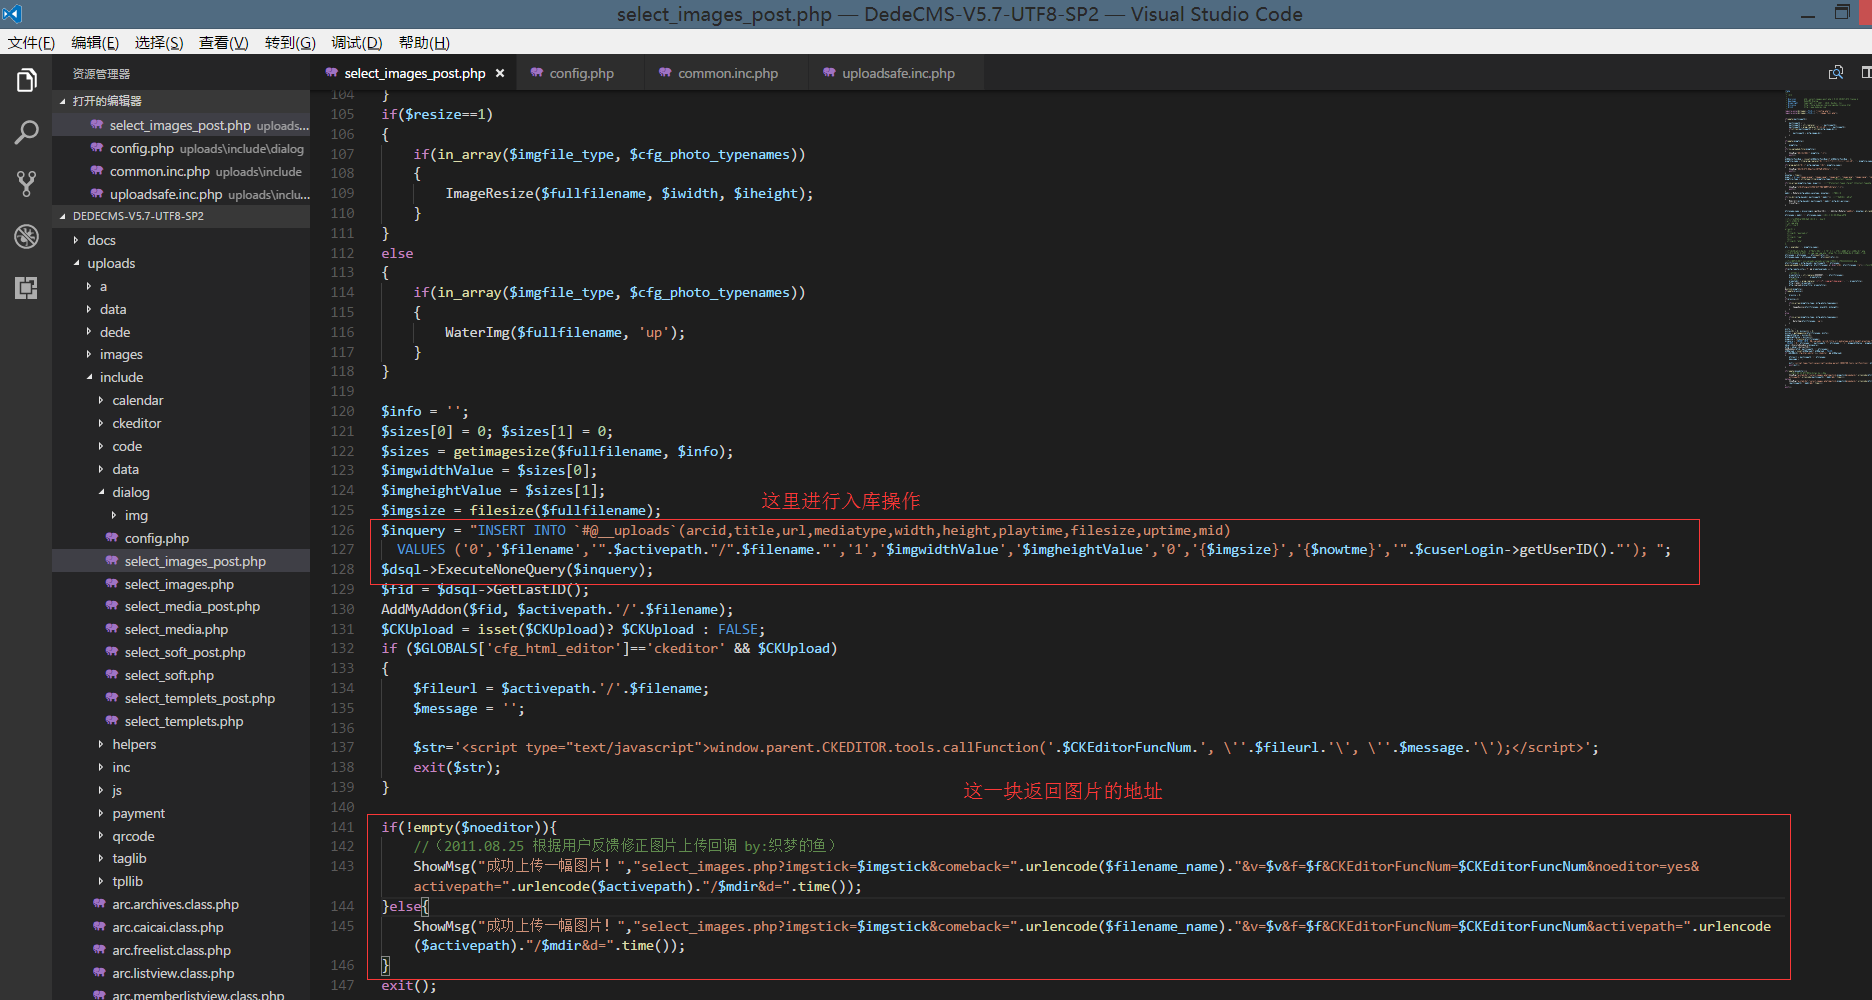 select_images_post.php — DedeCMS-V5.7-UTF8-SP2 — Visual Studio Code
文件(F) 编辑(E) 选择(S) 查看(V) 转到(G) 调试(D) 帮助(H)
资源管理器
打开的编辑器
select_images_post.php uploads...
config.php uploads\include\dialog
common.inc.php uploads\include
uploadsafe.inc.php uploads\inclu...
DEDECMS-V5.7-UTF8-SP2
docs
uploads
a
data
dede
images
include
calendar
ckeditor
code
data
dialog
img
config.php
select_images_post.php
select_images.php
select_media_post.php
select_media.php
select_soft_post.php
select_soft.php
select_templets_post.php
select_templets.php
helpers
inc
js
payment
qrcode
taglib
tpllib
arc.archives.class.php
arc.caicai.class.php
arc.freelist.class.php
arc.listview.class.php
arc.memberlistview.class.php
select_images_post.php × config.php common.inc.php uploadsafe.inc.php
104 }
105 if($resize==1)
106 {
107 if(in_array($imgfile_type, $cfg_photo_typenames))
108 {
109 ImageResize($fullfilename, $iwidth, $iheight);
110 }
111 }
112 else
113 {
114 if(in_array($imgfile_type, $cfg_photo_typenames))
115 {
116 WaterImg($fullfilename, 'up');
117 }
118 }
119
120 $info = '';
121 $sizes[0] = 0; $sizes[1] = 0;
122 $sizes = getimagesize($fullfilename, $info);
123 $imgwidthValue = $sizes[0];
124 $imgheightValue = $sizes[1];
这里进行入库操作
125 $imgsize = filesize($fullfilename);
126 $inquery = "INSERT INTO `#@__uploads`(arcid,title,url,mediatype,width,height,playtime,filesize,uptime,mid)
127 VALUES ('0','$filename','".$activepath."/".$filename."','1','$imgwidthValue','$imgheightValue','0','{$imgsize}','{$nowtme}','".$cuserLogin->getUserID()."'); ";
128 $dsql->ExecuteNoneQuery($inquery);
129 $fid = $dsql->GetLastID();
130 AddMyAddon($fid, $activepath.'/'.$filename);
131 $CKUpload = isset($CKUpload)? $CKUpload : FALSE;
132 if ($GLOBALS['cfg_html_editor']=='ckeditor' && $CKUpload)
133 {
134 $fileurl = $activepath.'/'.$filename;
135 $message = '';
136
137 $str='<script type="text/javascript">window.parent.CKEDITOR.tools.callFunction('.$CKEditorFuncNum.', \''.$fileurl.'\', \''.$message.'\');</script>';
138 exit($str);
139 }
这一块返回图片的地址
140
141 if(!empty($noeditor)){
142 //（2011.08.25 根据用户反馈修正图片上传回调 by:织梦的鱼）
143 ShowMsg("成功上传一幅图片！","select_images.php?imgstick=$imgstick&comeback=".urlencode($filename_name)."&v=$v&f=$f&CKEditorFuncNum=$CKEditorFuncNum&noeditor=yes&
activepath=".urlencode($activepath)."/$mdir&d=".time());
144 }else{
145 ShowMsg("成功上传一幅图片！","select_images.php?imgstick=$imgstick&comeback=".urlencode($filename_name)."&v=$v&f=$f&CKEditorFuncNum=$CKEditorFuncNum&activepath=".urlencode
($activepath)."/$mdir&d=".time());
146 }
147 exit();